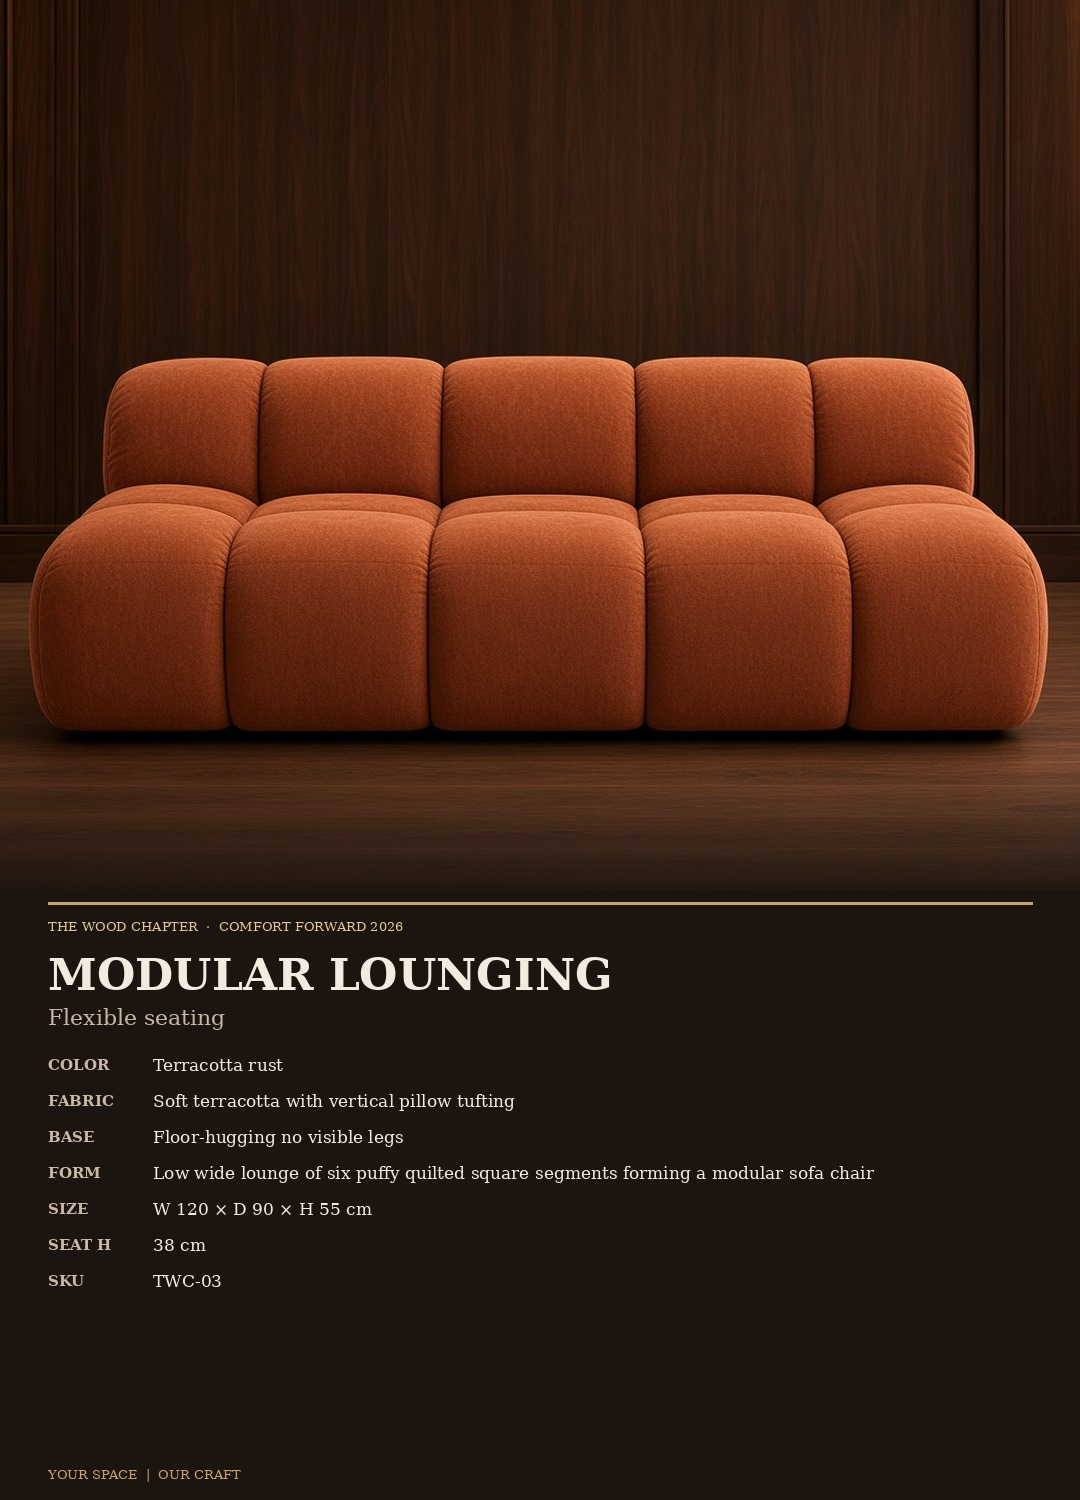 THE WOOD CHAPTER · COMFORT FORWARD 2026
MODULAR LOUNGING
Flexible seating
COLOR Terracotta rust
FABRIC Soft terracotta with vertical pillow tufting
BASE Floor-hugging no visible legs
FORM Low wide lounge of six puffy quilted square segments forming a modular sofa chair
SIZE W 120 × D 90 × H 55 cm
SEAT H 38 cm
SKU TWC-03
YOUR SPACE | OUR CRAFT